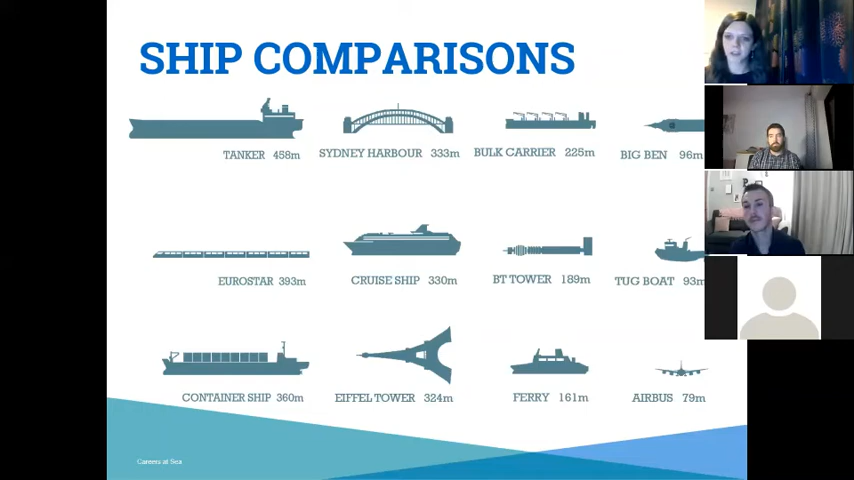 SHIP COMPARISONS
TANKER 458m
SYDNEY HARBOUR 333m
BULK CARRIER 225m
BIG BEN 96m
EUROSTAR 393m
CRUISE SHIP 330m
BT TOWER 189m
TUG BOAT 93m
CONTAINER SHIP 360m
EIFFEL TOWER 324m
FERRY 161m
AIRBUS 79m
Careers at Sea